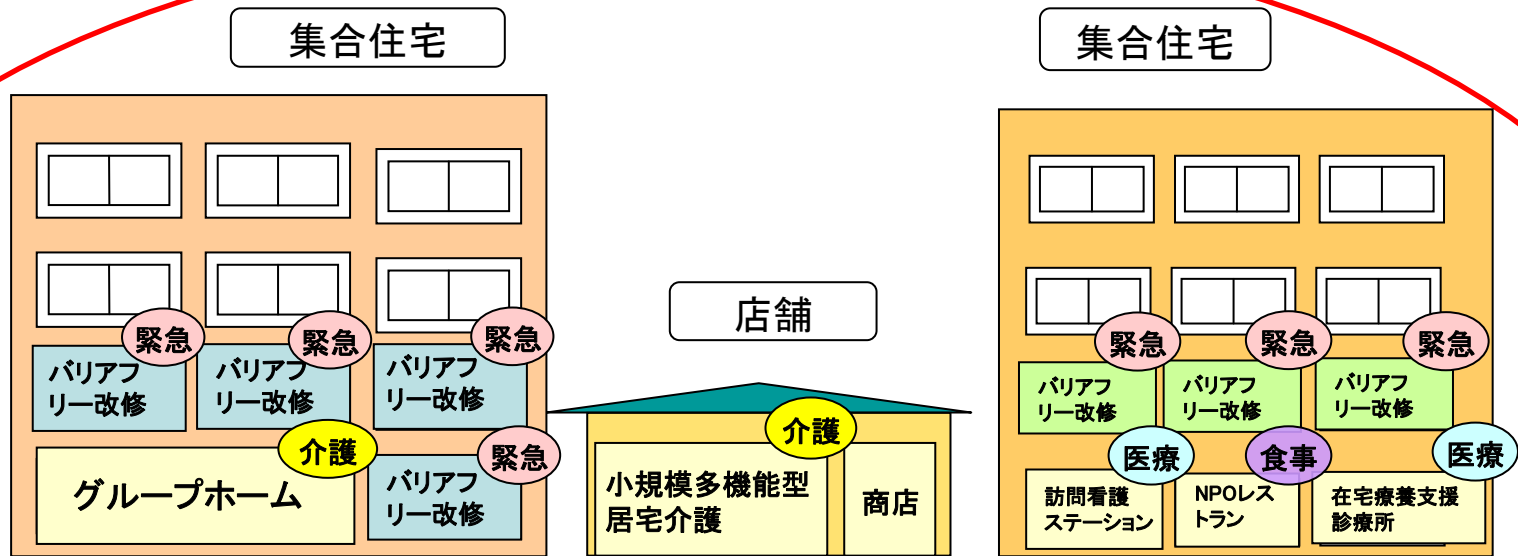 集合住宅
集合住宅
店舗
緊急
緊急
緊急
バリアフ
リー改修
バリアフ
リー改修
バリアフ
リー改修
介護
緊急
グループホーム
バリアフ
リー改修
介護
小規模多機能型
居宅介護
商店
緊急
緊急
緊急
バリアフ
リー改修
バリアフ
リー改修
バリアフ
リー改修
医療
食事
医療
訪問看護
ステーション
NPOレス
トラン
在宅療養支援
診療所